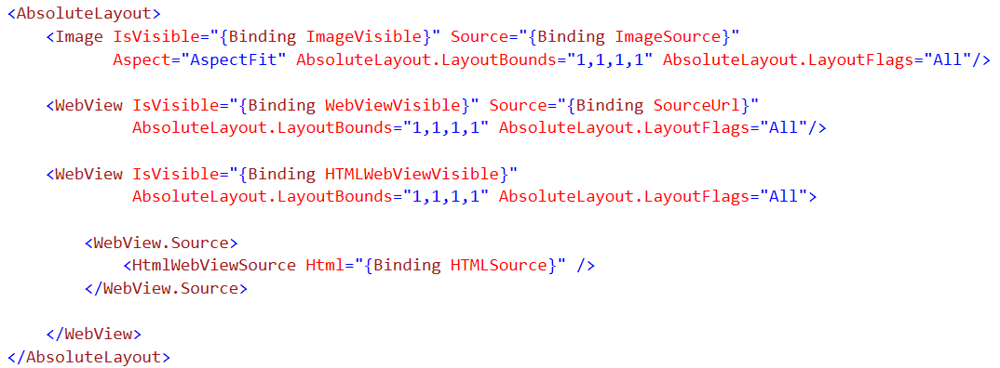 <AbsoluteLayout>
    <Image IsVisible="{Binding ImageVisible}" Source="{Binding ImageSource}"
           Aspect="AspectFit" AbsoluteLayout.LayoutBounds="1,1,1,1" AbsoluteLayout.LayoutFlags="All"/>
    <WebView IsVisible="{Binding WebViewVisible}" Source="{Binding SourceUrl}"
             AbsoluteLayout.LayoutBounds="1,1,1,1" AbsoluteLayout.LayoutFlags="All"/>
    <WebView IsVisible="{Binding HTMLWebViewVisible}"
             AbsoluteLayout.LayoutBounds="1,1,1,1" AbsoluteLayout.LayoutFlags="All">
        <WebView.Source>
            <HtmlWebViewSource Html="{Binding HTMLSource}" />
        </WebView.Source>
    </WebView>
</AbsoluteLayout>